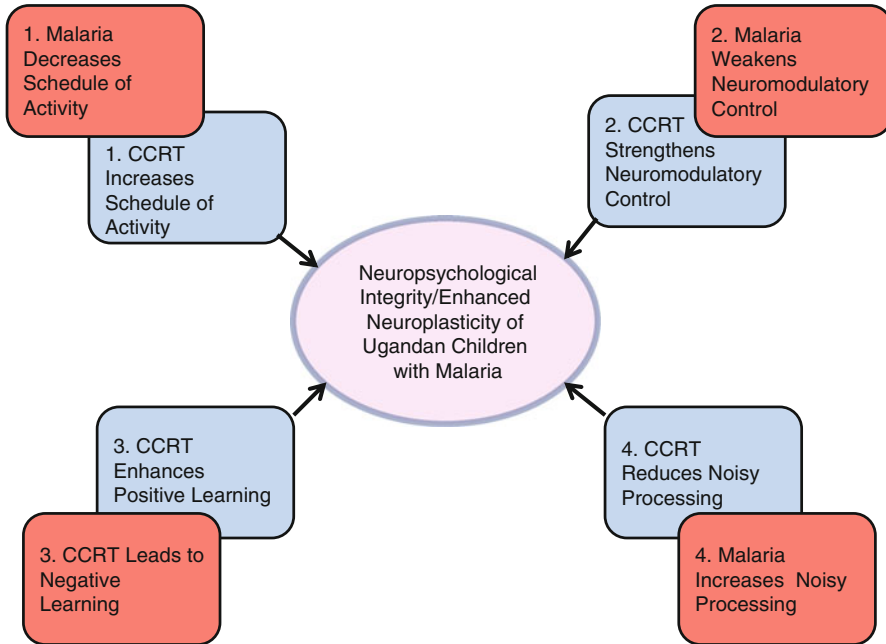 1. Malaria
Decreases
Schedule of
Activity
1. CCRT
Increases
Schedule of
Activity
2. Malaria
Weakens
Neuromodulatory
Control
2. CCRT
Strengthens
Neuromodulatory
Control
Neuropsychological
Integrity/Enhanced
Neuroplasticity of
Ugandan Children
with Malaria
3. CCRT
Enhances
Positive Learning
3. CCRT Leads to
Negative
Learning
4. CCRT
Reduces Noisy
Processing
4. Malaria
Increases Noisy
Processing